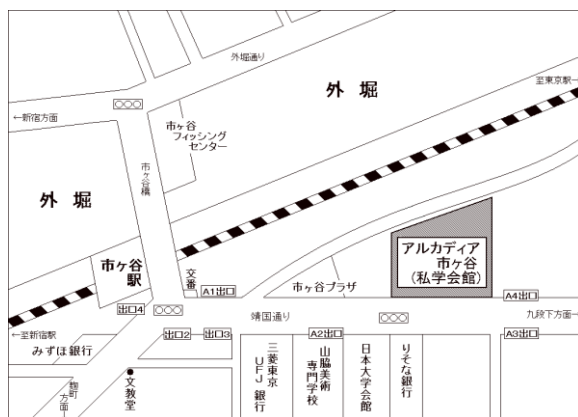 外堀通り
至東京駅→
外 堀
○○○
←新宿方面
市ヶ谷
フィッシング
センター
市ヶ谷橋
外 堀
アルカディア
市ヶ谷
(私学会館)
市ヶ谷
駅
交番
A1出口
市ヶ谷プラザ
A4出口
出口4
○○○
靖国通り
○○○
九段下方面→
←至新宿駅
出口2
出口3
A2出口
A3出口
みずほ銀行
三菱東京
UFJ銀行
山脇美術
専門学校
日本大学会館
りそな銀行
文教堂
麹町
方面